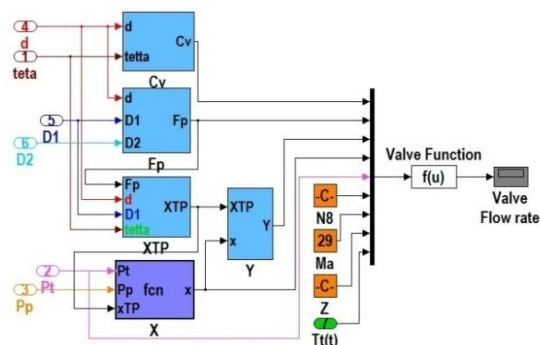 4
d
1
teta
d
tetta
Cv
Cv
5
D1
6
D2
d
D1
D2
Fp
Fp
Fp
d
D1
tetta
XTP
XTP
XTP
x
Y
Y
2
Pt
3
Pp
Pt
Pp
xTP
fcn
x
X
-C-
N8
29
Ma
-C-
Z
Tt(t)
Valve Function
f(u)
Valve
Flow rate